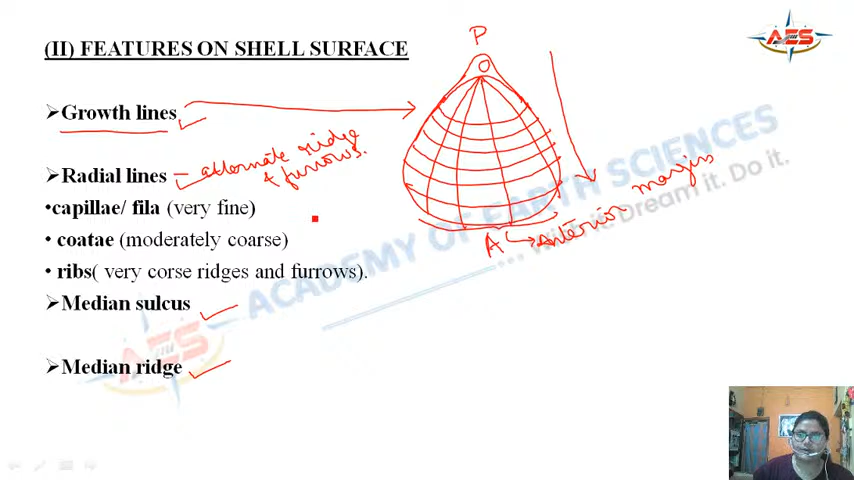 (II) FEATURES ON SHELL SURFACE
P
AES
➢Growth lines
➢Radial lines – alternate ridge
+ furrows.
•capillae/ fila (very fine)
• coatae (moderately coarse)
• ribs( very corse ridges and furrows).
➢Median sulcus
➢Median ridge
A → Anterior margin
ACADEMY OF EARTH SCIENCES
... We Dream it. Do it.
AES